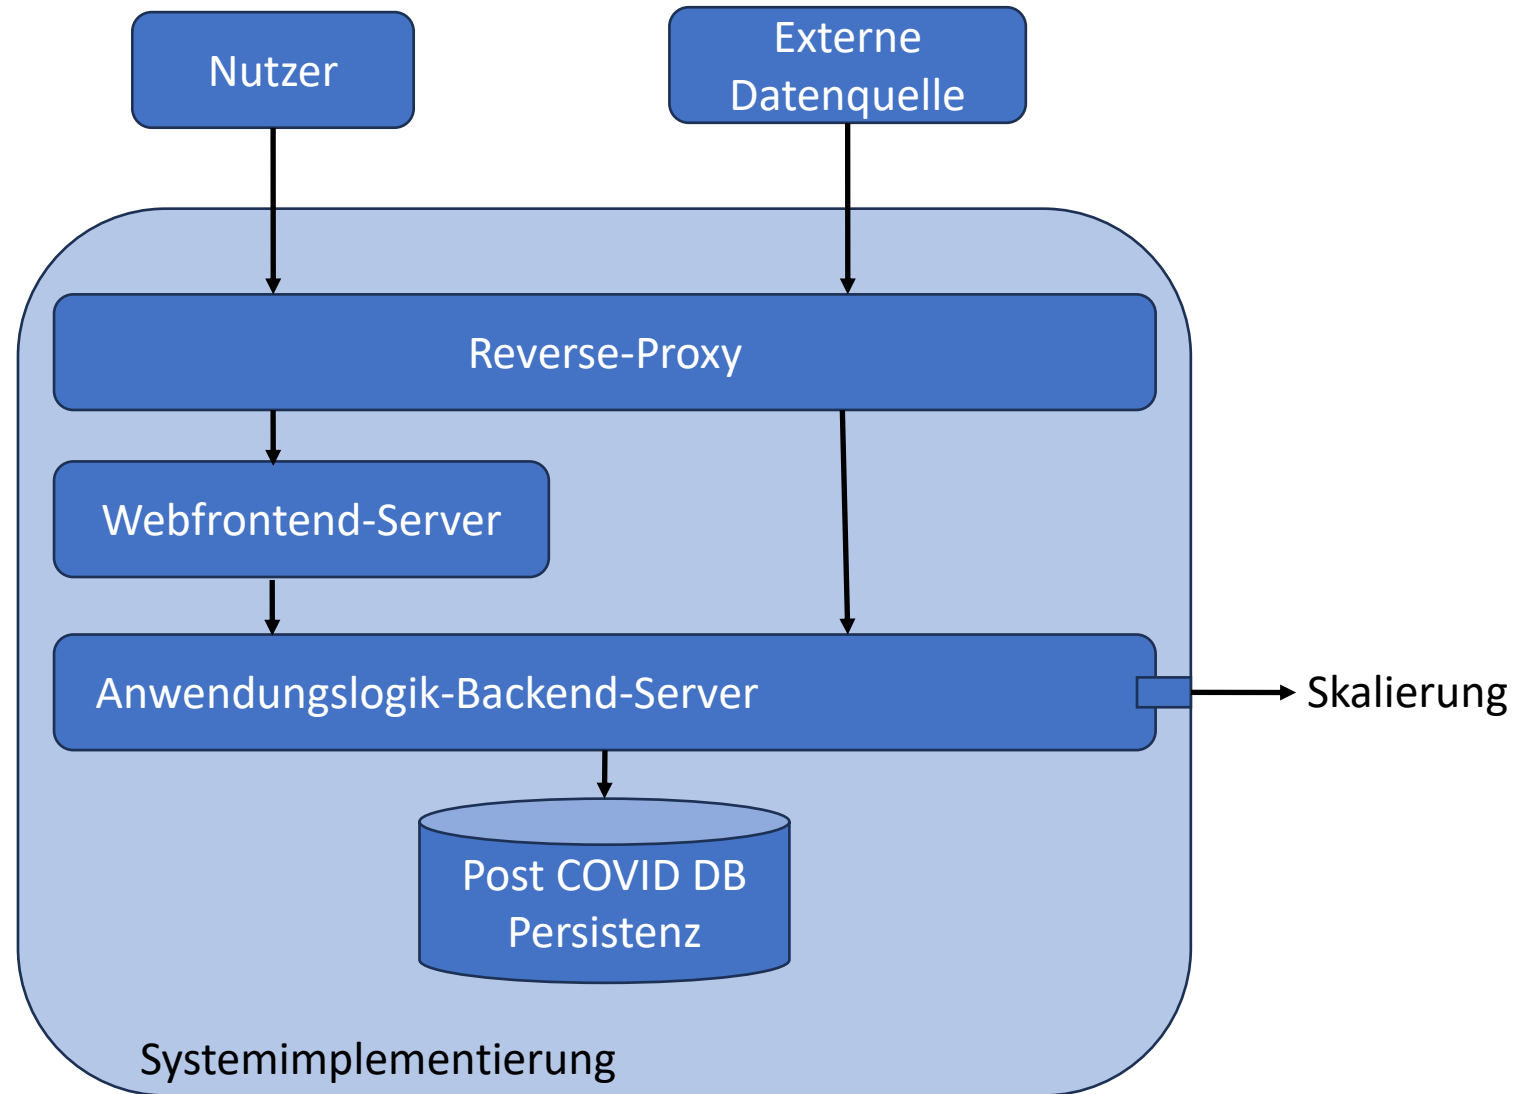 Nutzer
Externe
Datenquelle
Reverse-Proxy
Webfrontend-Server
Anwendungslogik-Backend-Server
Skalierung
Post COVID DB
Persistenz
Systemimplementierung